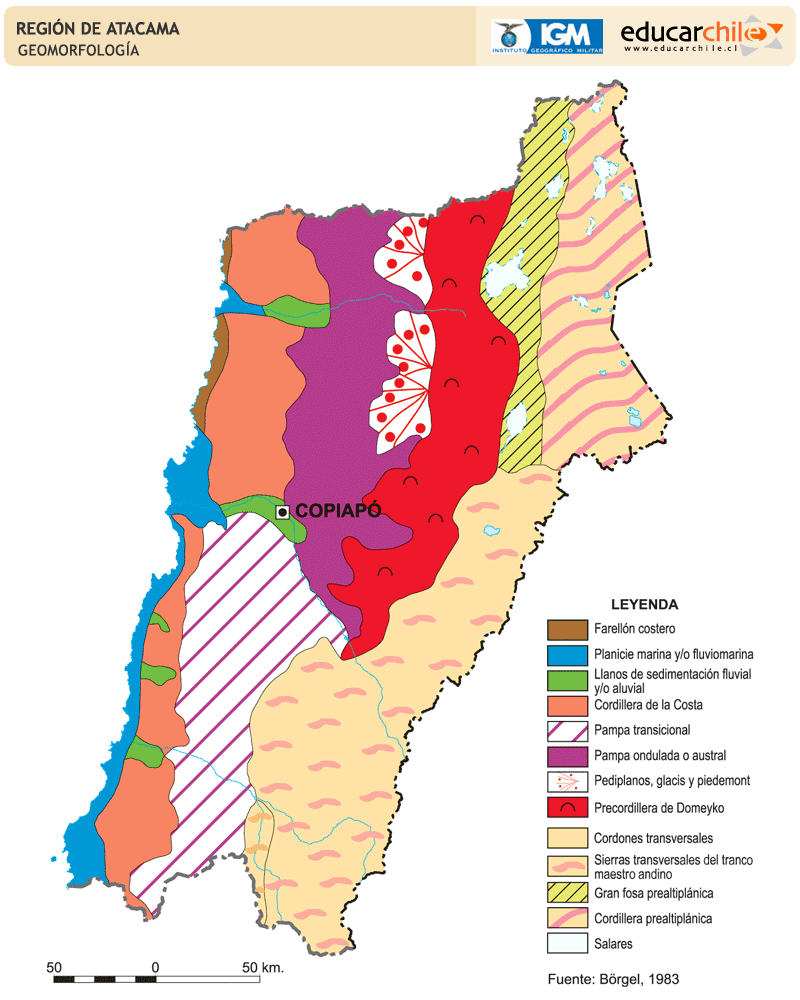 REGIÓN DE ATACAMA
GEOMORFOLOGÍA
IGM
INSTITUTO GEOGRÁFICO MILITAR
educarchile
www.educarchile.cl
COPIAPÓ
LEYENDA
Farellón costero
Planicie marina y/o fluviomarina
Llanos de sedimentación fluvial
y/o aluvial
Cordillera de la Costa
Pampa transicional
Pampa ondulada o austral
Pediplanos, glacis y piedemont
Precordillera de Domeyko
Cordones transversales
Sierras transversales del tranco
maestro andino
Gran fosa prealtiplánica
Cordillera prealtiplánica
Salares
50 0 50 km.
Fuente: Börgel, 1983